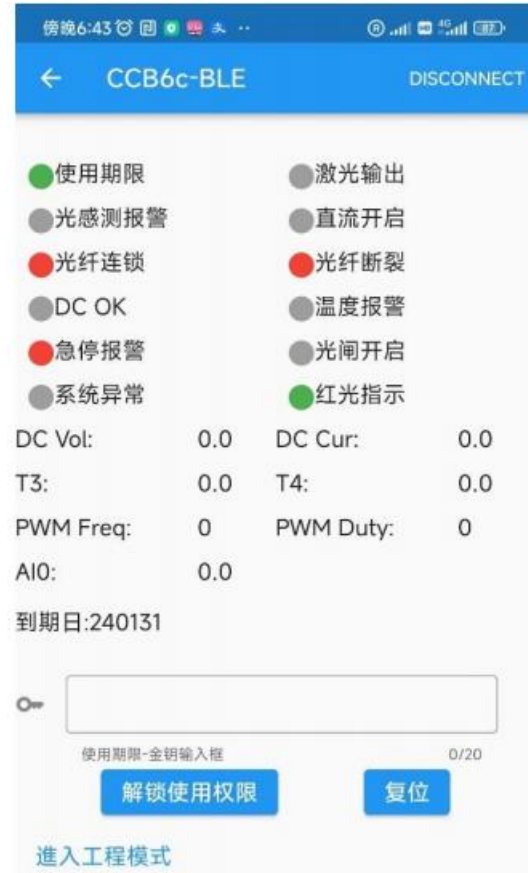 傍晚6:43 4G 87
CCB6c-BLE DISCONNECT
使用期限 激光输出
光感测报警 直流开启
光纤连锁 光纤断裂
DC OK 温度报警
急停报警 光闸开启
系统异常 红光指示
DC Vol: 0.0 DC Cur: 0.0
T3: 0.0 T4: 0.0
PWM Freq: 0 PWM Duty: 0
AI0: 0.0
到期日:240131
使用期限-金钥输入框 0/20
解锁使用权限 复位
進入工程模式